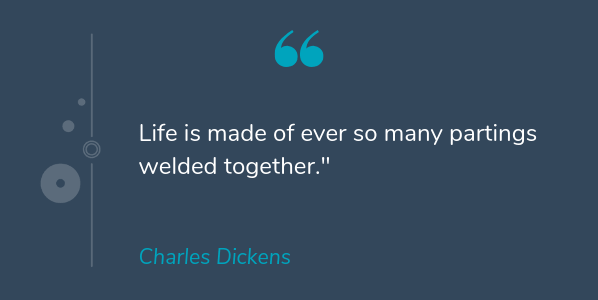 “
Life is made of ever so many partings
welded together."
Charles Dickens